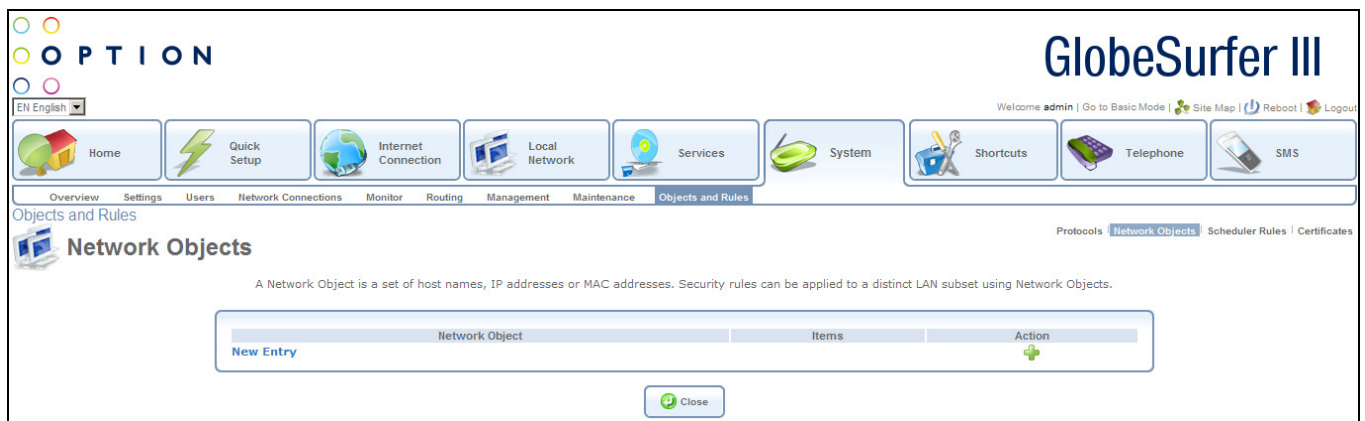 OPTION
GlobeSurfer III
EN English
Welcome admin | Go to Basic Mode | Site Map | Reboot | Logout
Home
Quick Setup
Internet Connection
Local Network
Services
System
Shortcuts
Telephone
SMS
Overview Settings Users Network Connections Monitor Routing Management Maintenance Objects and Rules
Objects and Rules
Protocols | Network Objects | Scheduler Rules | Certificates
Network Objects
A Network Object is a set of host names, IP addresses or MAC addresses. Security rules can be applied to a distinct LAN subset using Network Objects.
Network Object Items Action
New Entry
Close